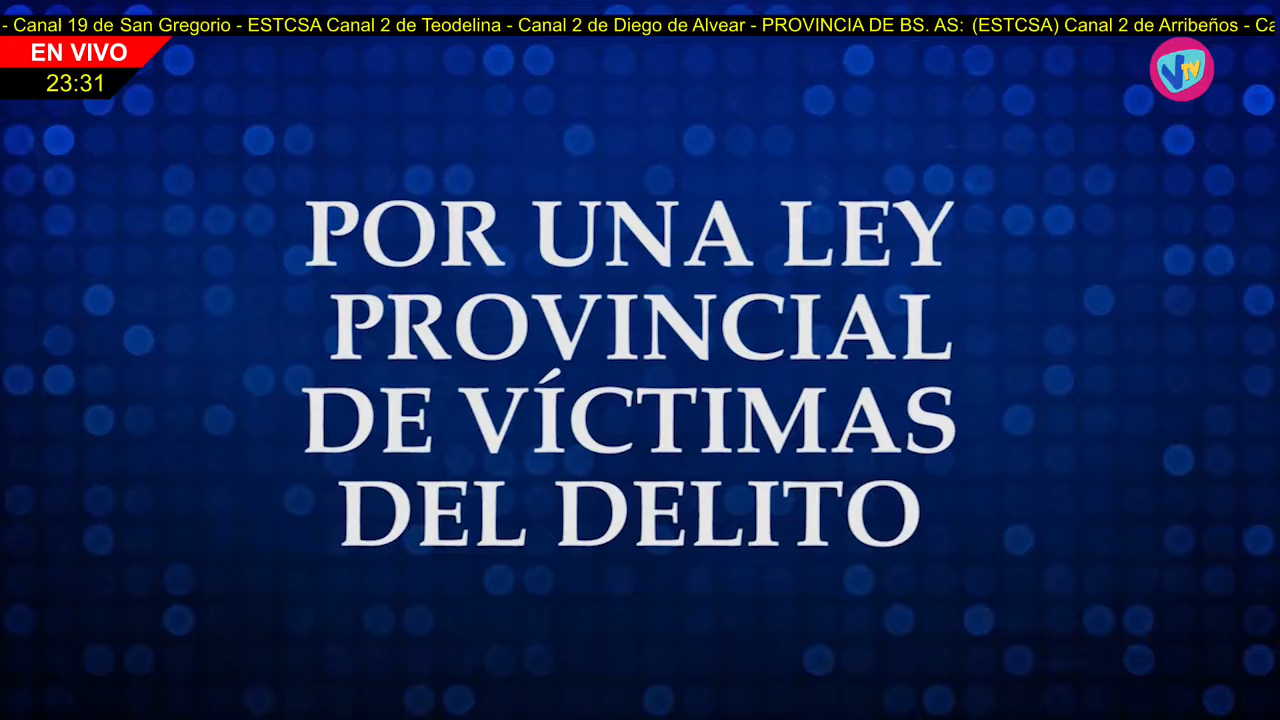 - Canal 19 de San Gregorio - ESTCSA Canal 2 de Teodelina - Canal 2 de Diego de Alvear - PROVINCIA DE BS. AS: (ESTCSA) Canal 2 de Arribeños - Ca
EN VIVO
23:31
VTV
POR UNA LEY
PROVINCIAL
DE VÍCTIMAS
DEL DELITO